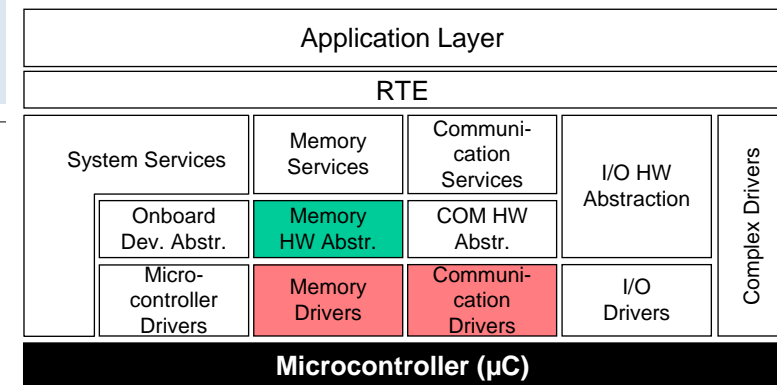 Application Layer
RTE
System Services
Memory
Services
Communi-
cation
Services
I/O HW
Abstraction
Complex Drivers
Onboard
Dev. Abstr.
Memory
HW Abstr.
COM HW
Abstr.
Micro-
controller
Drivers
Memory
Drivers
Communi-
cation
Drivers
I/O
Drivers
Microcontroller (µC)